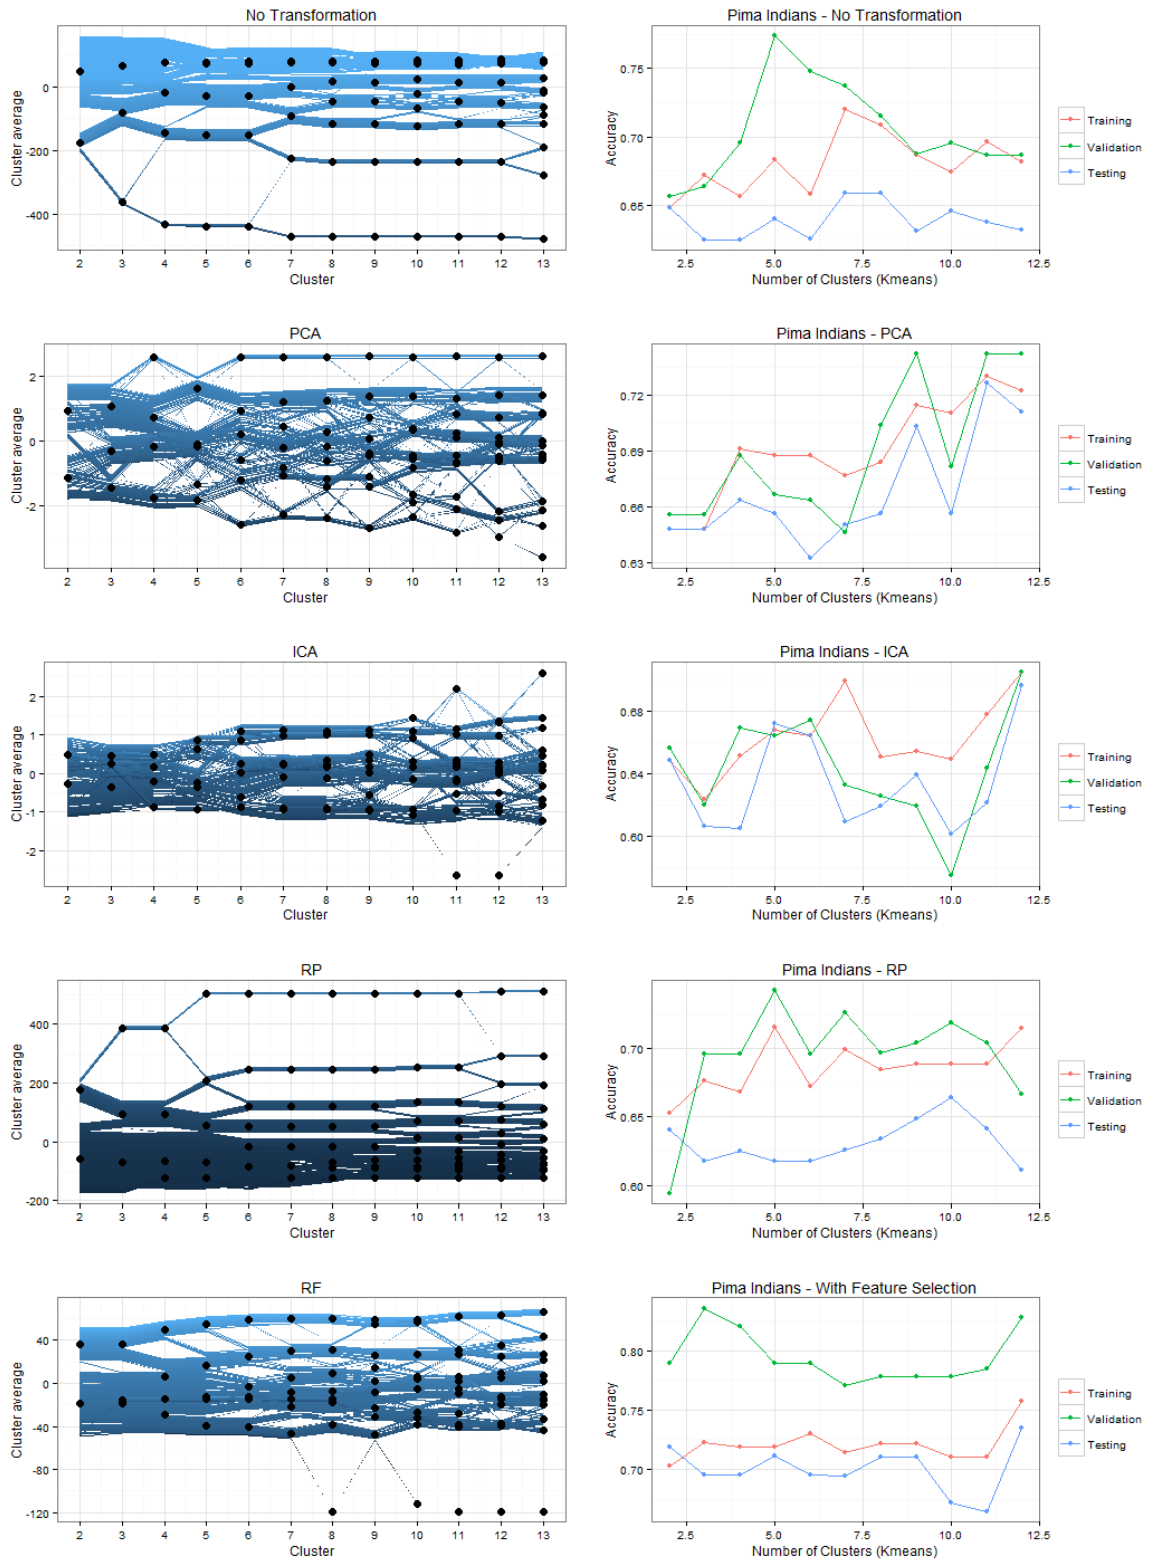 No Transformation
Cluster average
0
-200
-400
2 3 4 5 6 7 8 9 10 11 12 13
Cluster
Pima Indians - No Transformation
Accuracy
0.75
0.70
0.65
2.5 5.0 7.5 10.0 12.5
Number of Clusters (Kmeans)
Training
Validation
Testing
PCA
Cluster average
2
0
-2
2 3 4 5 6 7 8 9 10 11 12 13
Cluster
Pima Indians - PCA
Accuracy
0.72
0.69
0.66
0.63
2.5 5.0 7.5 10.0 12.5
Number of Clusters (Kmeans)
Training
Validation
Testing
ICA
Cluster average
2
1
0
-1
-2
2 3 4 5 6 7 8 9 10 11 12 13
Cluster
Pima Indians - ICA
Accuracy
0.68
0.64
0.60
2.5 5.0 7.5 10.0 12.5
Number of Clusters (Kmeans)
Training
Validation
Testing
RP
Cluster average
400
200
0
-200
2 3 4 5 6 7 8 9 10 11 12 13
Cluster
Pima Indians - RP
Accuracy
0.70
0.65
0.60
2.5 5.0 7.5 10.0 12.5
Number of Clusters (Kmeans)
Training
Validation
Testing
RF
Cluster average
40
0
-40
-80
-120
2 3 4 5 6 7 8 9 10 11 12 13
Cluster
Pima Indians - With Feature Selection
Accuracy
0.80
0.75
0.70
2.5 5.0 7.5 10.0 12.5
Number of Clusters (Kmeans)
Training
Validation
Testing